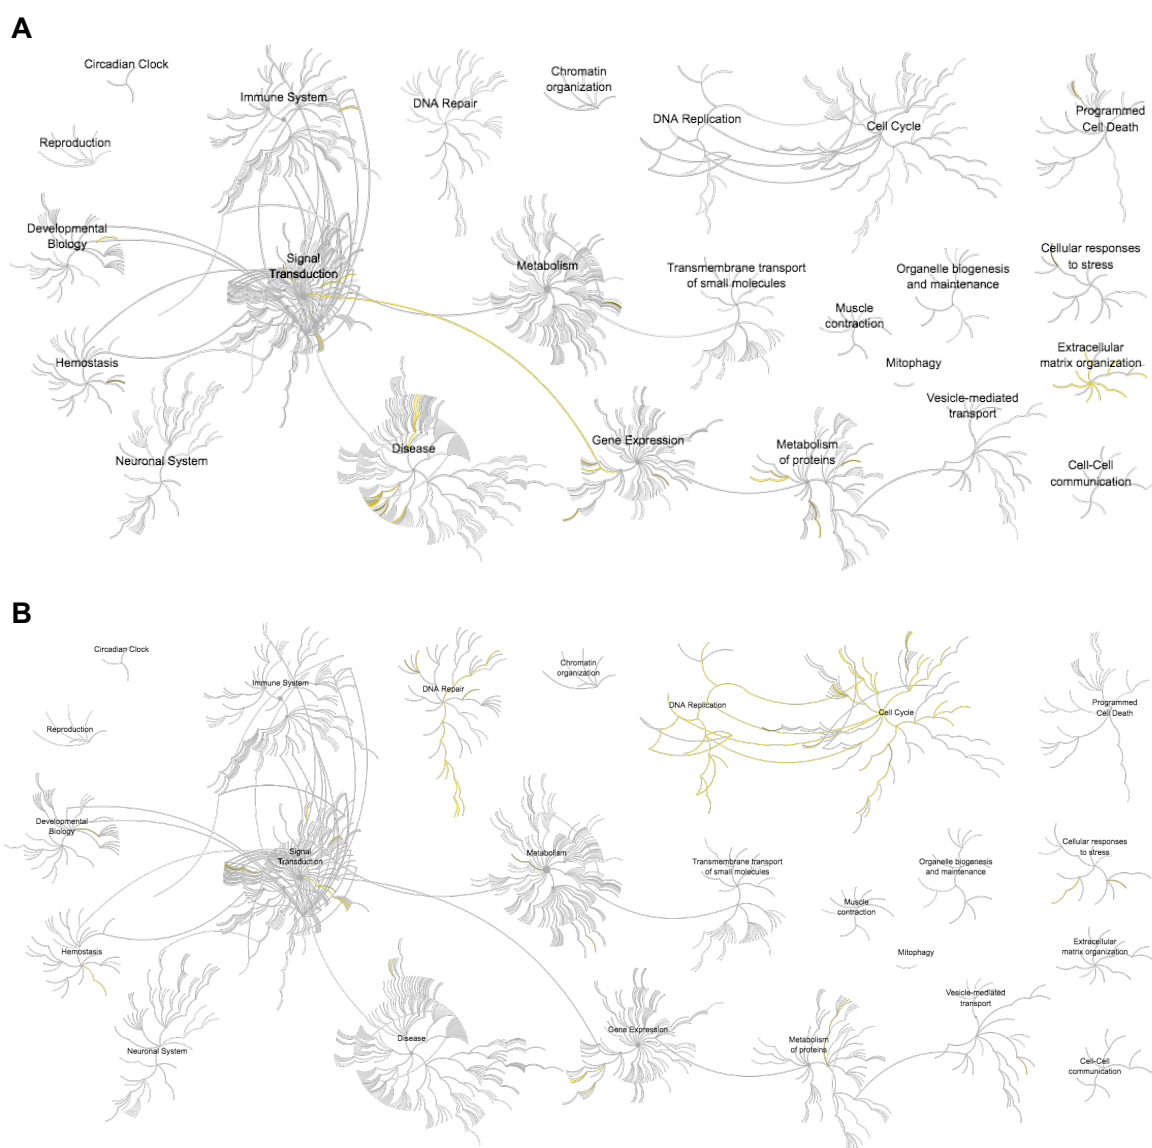 A
Circadian Clock
Immune System
DNA Repair
Chromatin
organization
DNA Replication
Cell Cycle
Programmed
Cell Death
Reproduction
Developmental
Biology
Signal
Transduction
Metabolism
Transmembrane transport
of small molecules
Organelle biogenesis
and maintenance
Cellular responses
to stress
Muscle
contraction
Hemostasis
Mitophagy
Extracellular
matrix organization
Neuronal System
Disease
Gene Expression
Metabolism
of proteins
Vesicle-mediated
transport
Cell-Cell
communication
B
Circadian Clock
Immune System
DNA Repair
Chromatin
organization
DNA Replication
Cell Cycle
Programmed
Cell Death
Reproduction
Developmental
Biology
Signal
Transduction
Metabolism
Transmembrane transport
of small molecules
Organelle biogenesis
and maintenance
Cellular responses
to stress
Muscle
contraction
Hemostasis
Mitophagy
Extracellular
matrix organization
Neuronal System
Disease
Gene Expression
Metabolism
of proteins
Vesicle-mediated
transport
Cell-Cell
communication